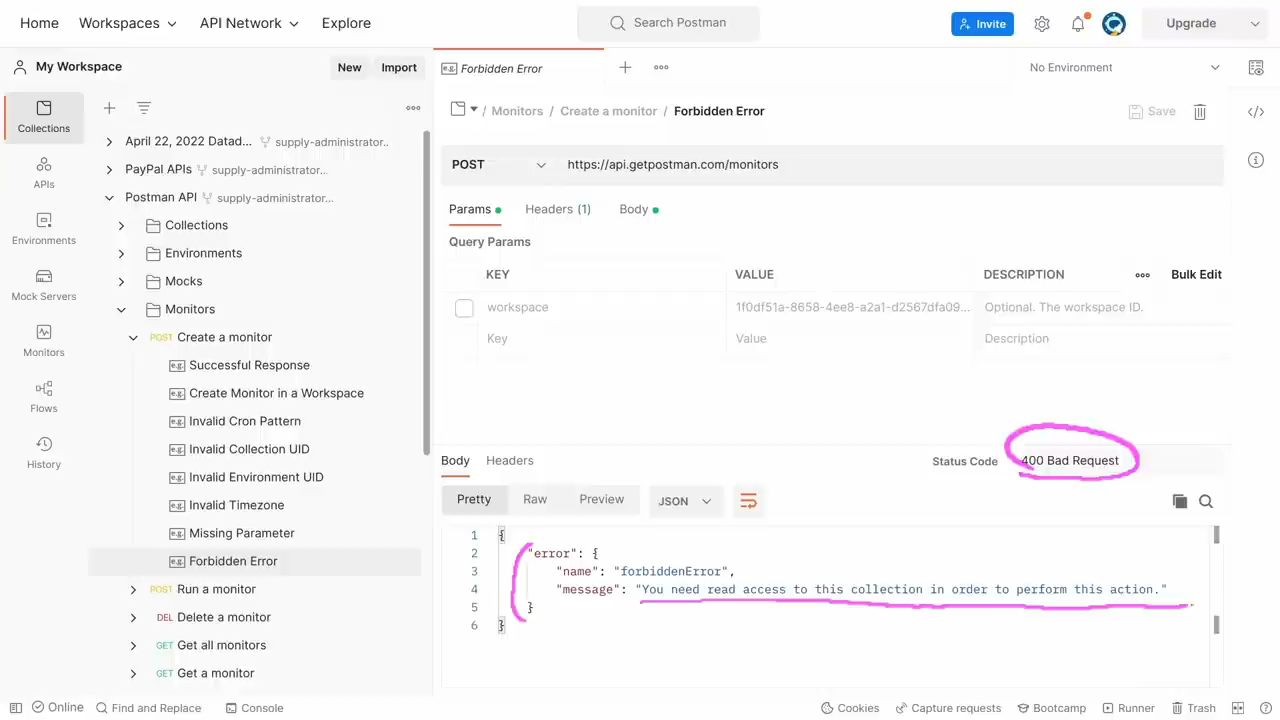 Home Workspaces API Network Explore Search Postman Invite Upgrade
My Workspace New Import
Forbidden Error No Environment
Collections
APIs
Environments
Mock Servers
Monitors
Flows
History
April 22, 2022 Datad... supply-administrator..
PayPal APIs supply-administrator...
Postman API supply-administrator...
Collections
Environments
Mocks
Monitors
POST Create a monitor
e.g. Successful Response
e.g. Create Monitor in a Workspace
e.g. Invalid Cron Pattern
e.g. Invalid Collection UID
e.g. Invalid Environment UID
e.g. Invalid Timezone
e.g. Missing Parameter
e.g. Forbidden Error
POST Run a monitor
DEL Delete a monitor
GET Get all monitors
GET Get a monitor
/ Monitors / Create a monitor / Forbidden Error Save
POST https://api.getpostman.com/monitors
Params Headers (1) Body
Query Params
KEY VALUE DESCRIPTION Bulk Edit
workspace 1f0df51a-8658-4ee8-a2a1-d2567dfa09... Optional. The workspace ID.
Key Value Description
Body Headers Status Code 400 Bad Request
Pretty Raw Preview JSON
1 {
2 "error": {
3 "name": "forbiddenError",
4 "message": "You need read access to this collection in order to perform this action."
5 }
6 }
Online Find and Replace Console Cookies Capture requests Bootcamp Runner Trash